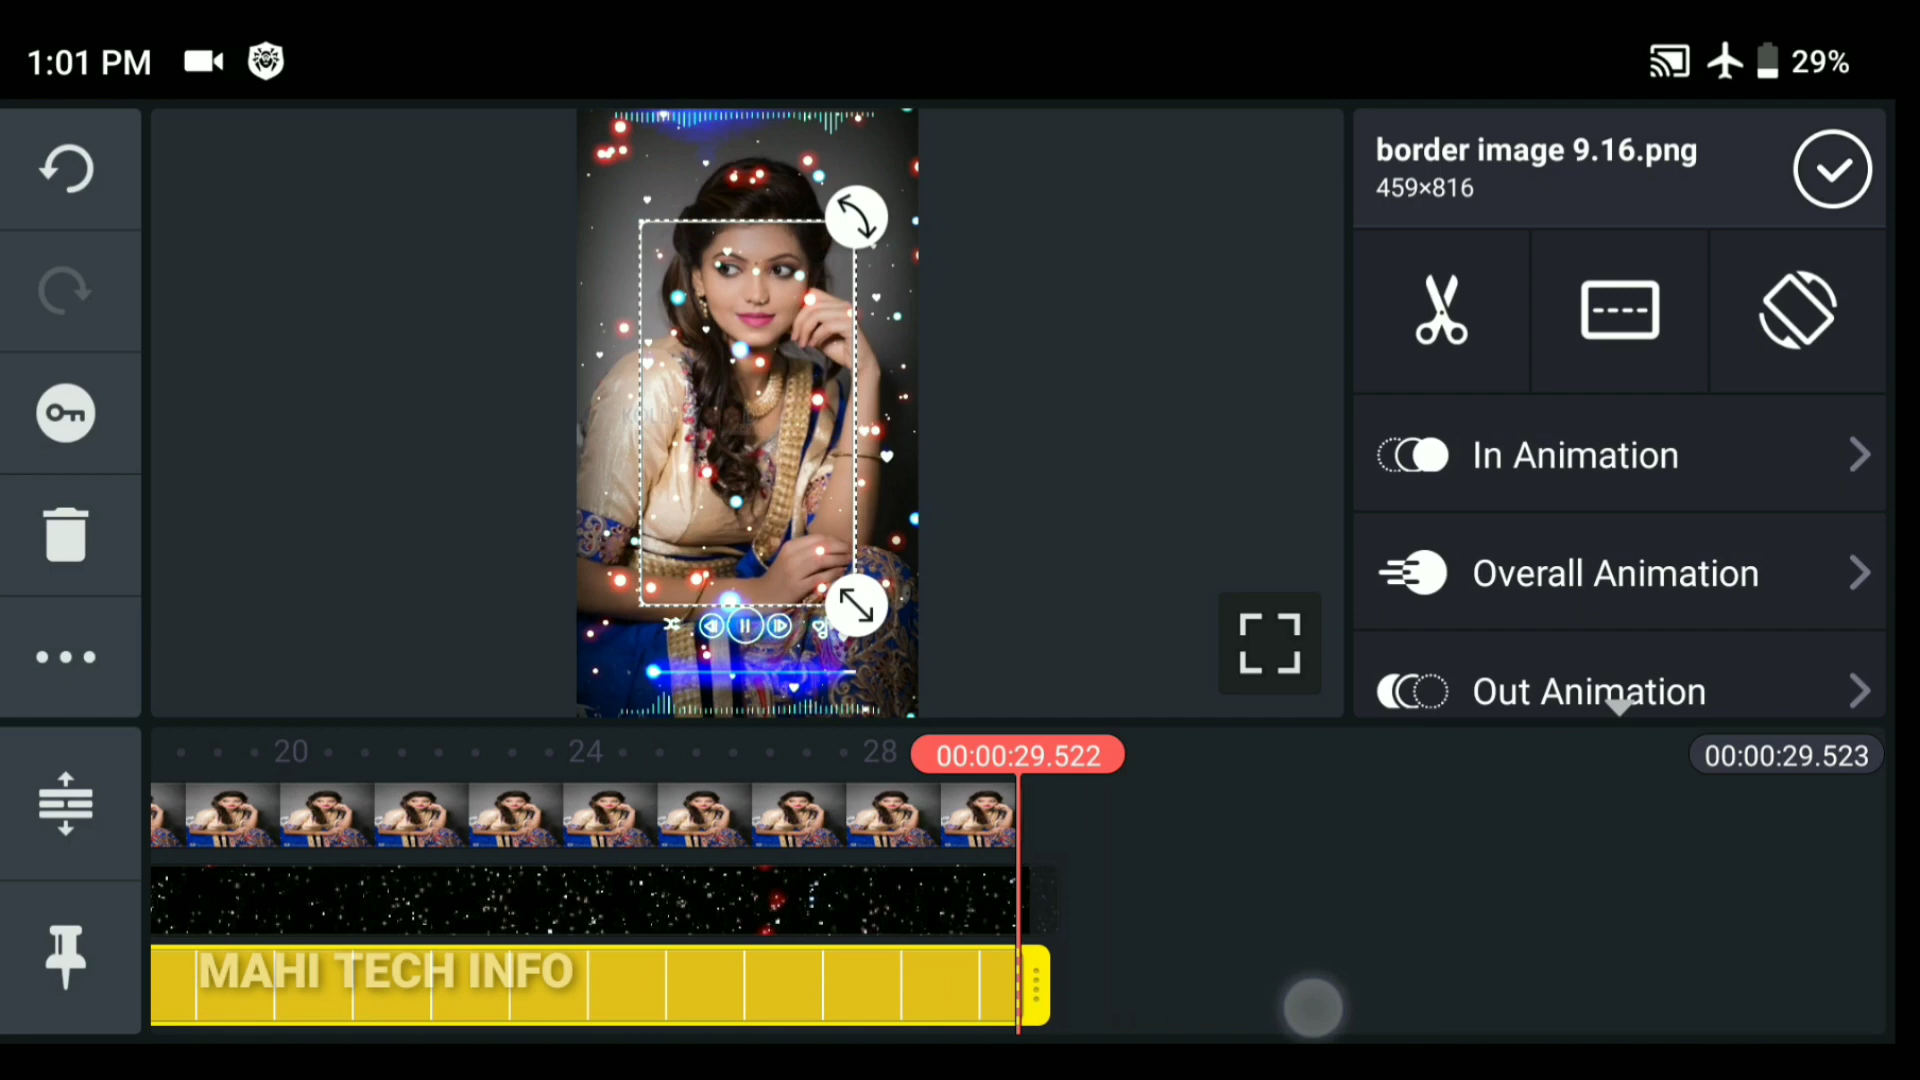 1:01 PM
29%
border image 9.16.png
459×816
In Animation
Overall Animation
Out Animation
20
24
28
00:00:29.522
00:00:29.523
MAHI TECH INFO